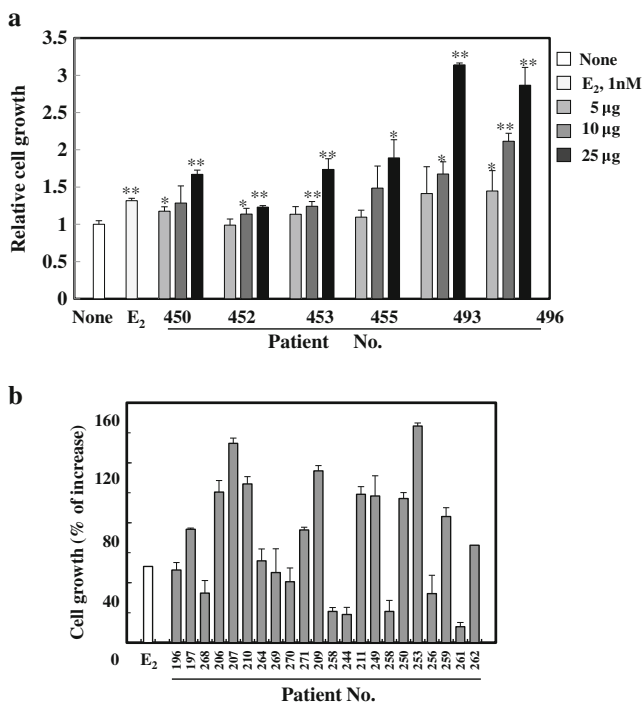 a
3.5
3
2.5
2
1.5
1
0.5
0
Relative cell growth
** * ** * ** ** ** * * ** * ** **
None
E2, 1nM
5 µg
10 µg
25 µg
None E2 450 452 453 455 493 496
Patient No.
b
160
120
80
40
0
Cell growth (% of increase)
E2 196 197 268 206 207 210 264 269 270 271 209 258 244 211 249 258 250 253 256 259 261 262
Patient No.